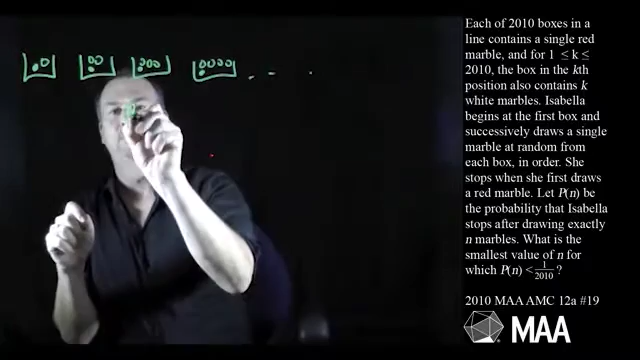 Each of 2010 boxes in a
line contains a single red
marble, and for 1 ≤ k ≤
2010, the box in the kth
position also contains k
white marbles. Isabella
begins at the first box and
successively draws a single
marble at random from
each box, in order. She
stops when she first draws
a red marble. Let P(n) be
the probability that Isabella
stops after drawing exactly
n marbles. What is the
smallest value of n for
which P(n) < 1/2010 ?
2010 MAA AMC 12a #19
MAA